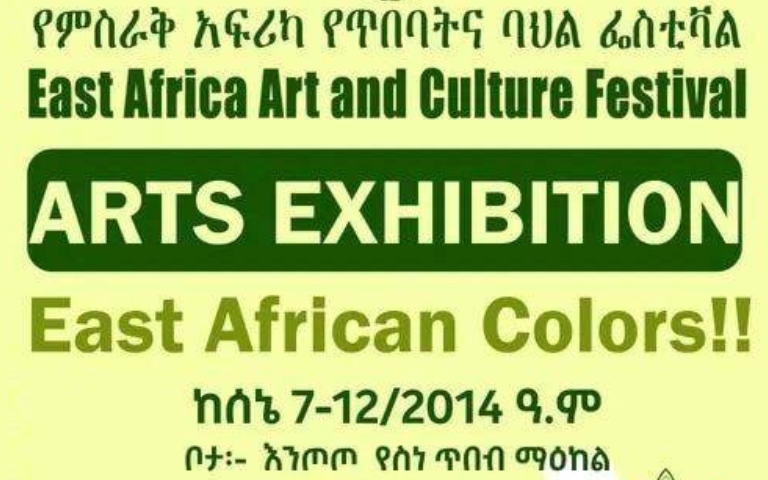 የምስራቅ አፍሪካ የጥበባትና ባህል ፌስቲቫል
East Africa Art and Culture Festival
ARTS EXHIBITION
East African Colors!!
ከሰኔ 7-12/2014 ዓ.ም
ቦታ፡- እንጦጦ የስነ ጥበብ ማዕከል